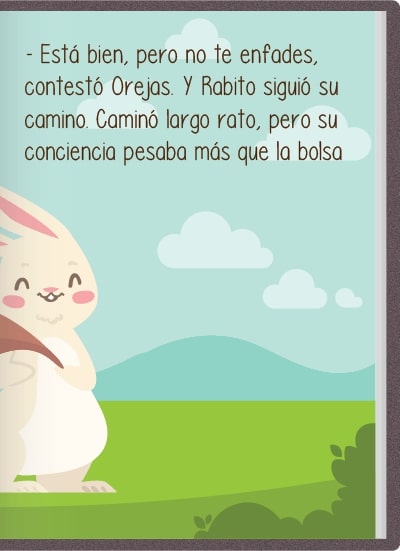 - Está bien, pero no te enfades,
contestó Orejas. Y Rabito siguió su
camino. Caminó largo rato, pero su
conciencia pesaba más que la bolsa